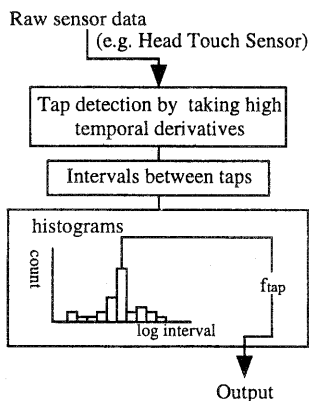 Raw sensor data
(e.g. Head Touch Sensor)
Tap detection by taking high
temporal derivatives
Intervals between taps
histograms
count
ftap
log interval
Output